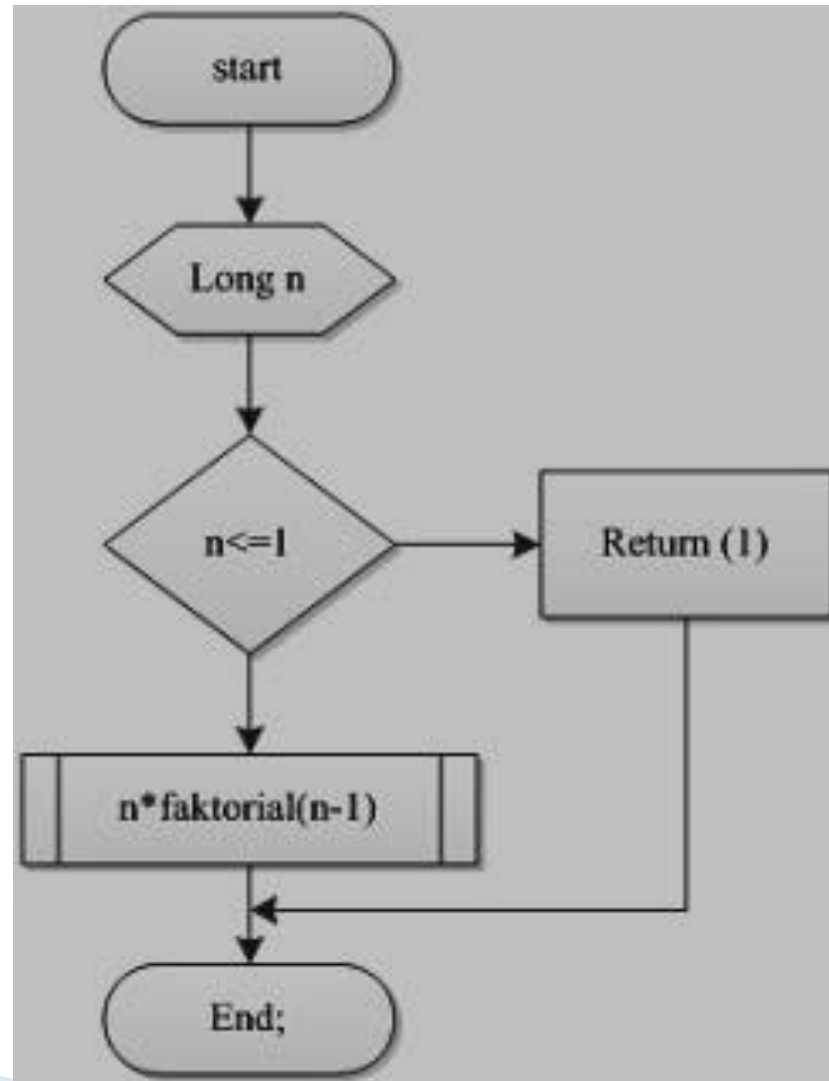 start
Long n
n<=1
Return (1)
n*faktorial(n-1)
End;